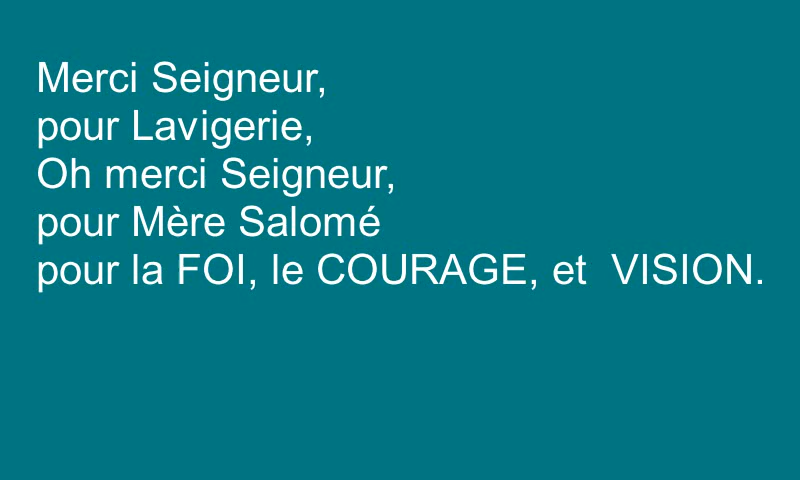 Merci Seigneur,
pour Lavigerie,
Oh merci Seigneur,
pour Mère Salomé
pour la FOI, le COURAGE, et  VISION.